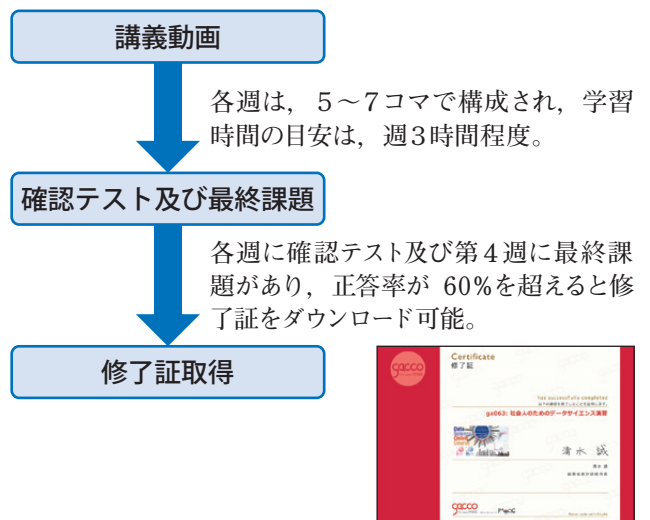 講義動画
各週は，５～７コマで構成され，学習
時間の目安は，週３時間程度。
確認テスト及び最終課題
各週に確認テスト及び第４週に最終課
題があり，正答率が 60％を超えると修
了証をダウンロード可能。
修了証取得
gacco
Certificate
修了証
has successfully completed
ga063: 社会人のためのデータサイエンス演習
清水 誠
清水 誠
gacco